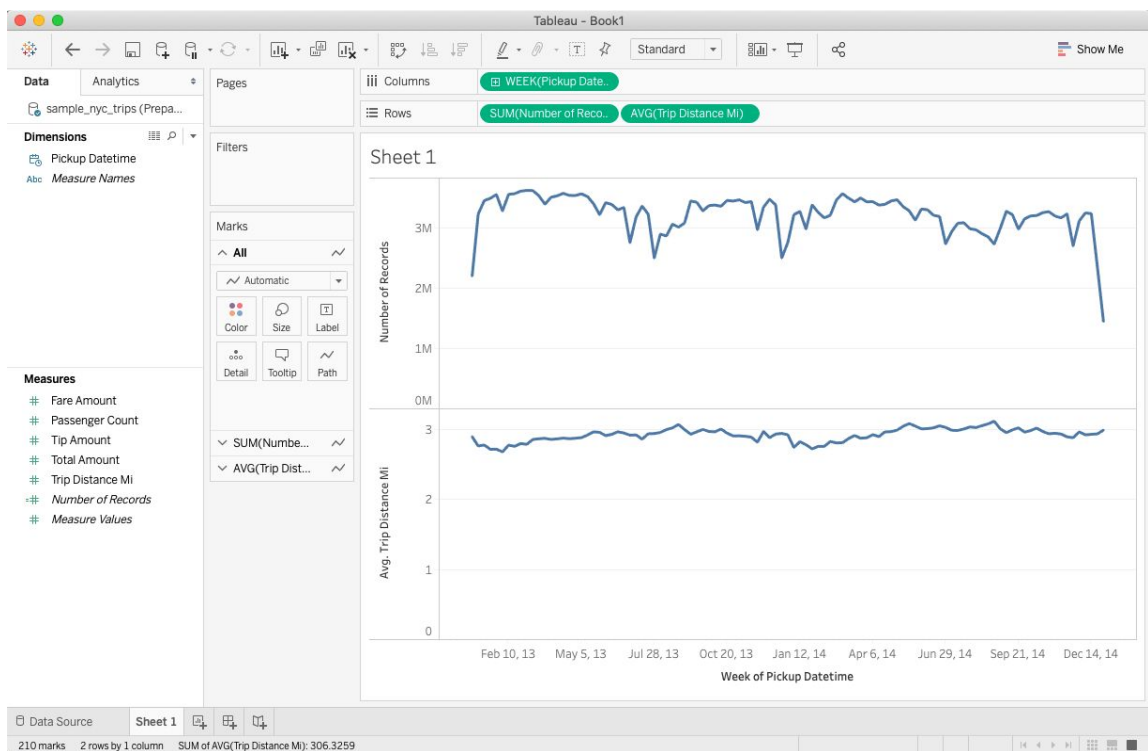 Tableau - Book1
Standard
Show Me
Data
Analytics
sample_nyc_trips (Prepa...
Dimensions
Pickup Datetime
Abc Measure Names
Measures
Fare Amount
Passenger Count
Tip Amount
Total Amount
Trip Distance Mi
Number of Records
Measure Values
Pages
Filters
Marks
All
Automatic
Color Size Label
Detail Tooltip Path
SUM(Numbe...
AVG(Trip Dist...
Columns
WEEK(Pickup Date..
Rows
SUM(Number of Reco.. AVG(Trip Distance Mi)
Sheet 1
Number of Records
3M
2M
1M
0M
Avg. Trip Distance Mi
3
2
1
0
Feb 10, 13 May 5, 13 Jul 28, 13 Oct 20, 13 Jan 12, 14 Apr 6, 14 Jun 29, 14 Sep 21, 14 Dec 14, 14
Week of Pickup Datetime
Data Source Sheet 1
210 marks 2 rows by 1 column SUM of AVG(Trip Distance Mi): 306.3259